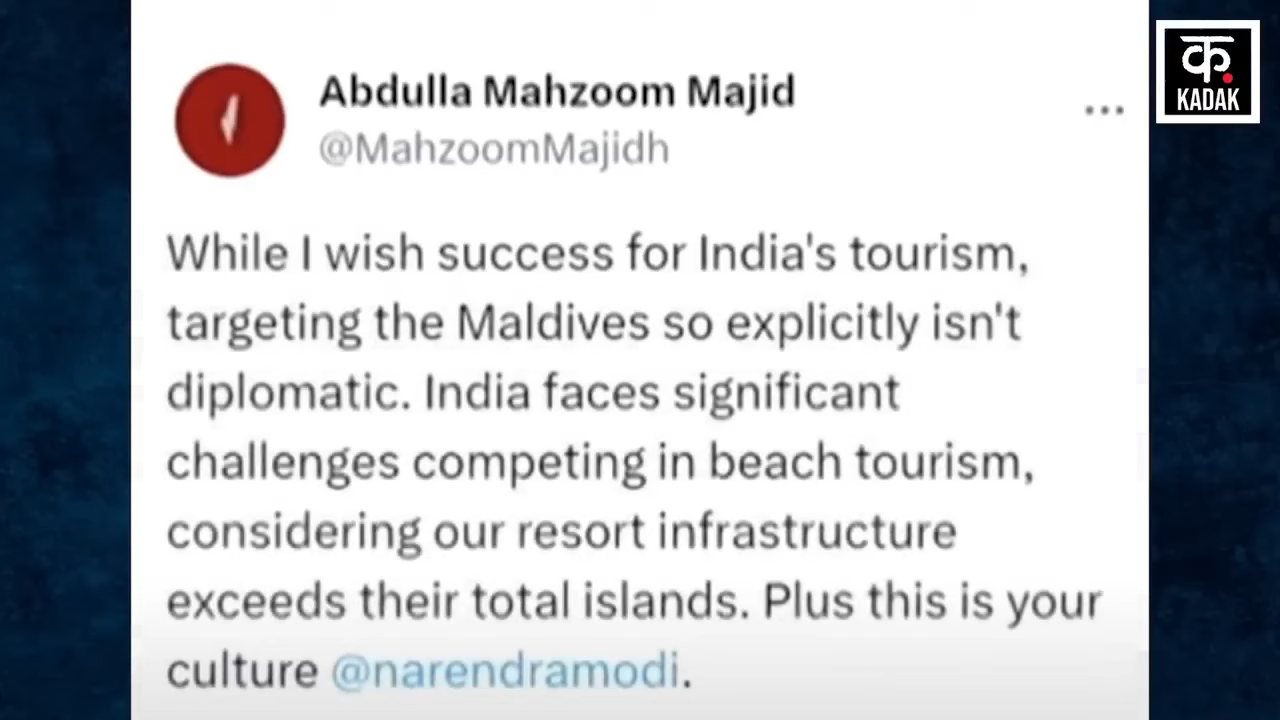 Abdulla Mahzoom Majid
@MahzoomMajidh
...
While I wish success for India's tourism,
targeting the Maldives so explicitly isn't
diplomatic. India faces significant
challenges competing in beach tourism,
considering our resort infrastructure
exceeds their total islands. Plus this is your
culture @narendramodi.
क
KADAK